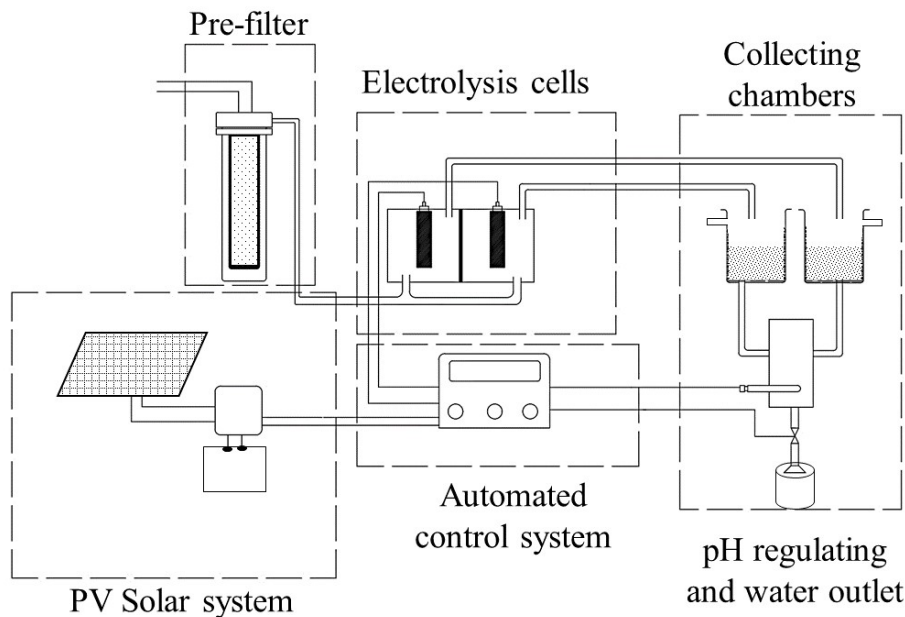 Pre-filter
Electrolysis cells
Collecting
chambers
Automated
control system
pH regulating
and water outlet
PV Solar system